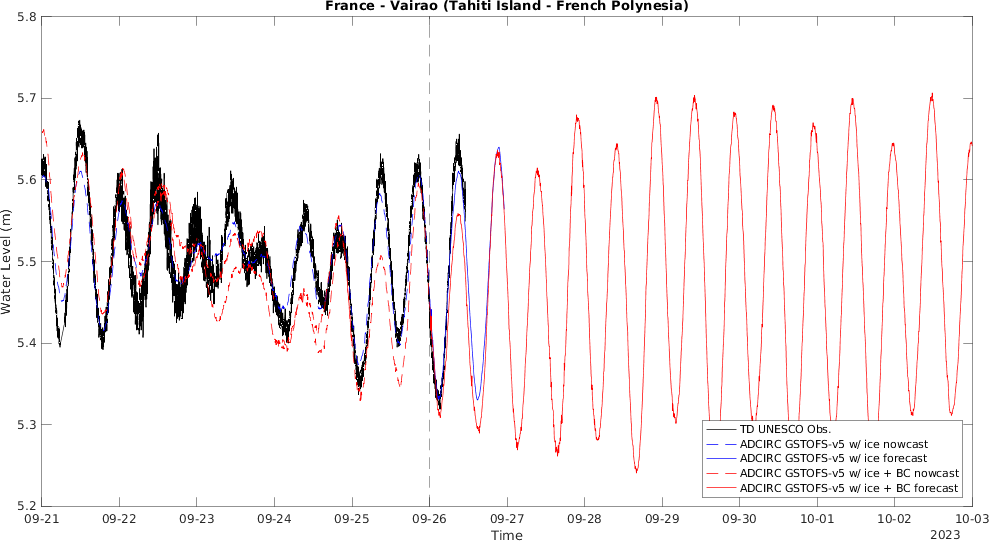 France - Vairao (Tahiti Island - French Polynesia)
5.8
5.7
5.6
5.5
5.4
5.3
5.2
Water Level (m)
TD UNESCO Obs.
ADCIRC GSTOFS-v5 w/ ice nowcast
ADCIRC GSTOFS-v5 w/ ice forecast
ADCIRC GSTOFS-v5 w/ ice + BC nowcast
ADCIRC GSTOFS-v5 w/ ice + BC forecast
09-21 09-22 09-23 09-24 09-25 09-26 09-27 09-28 09-29 09-30 10-01 10-02 10-03
Time
2023